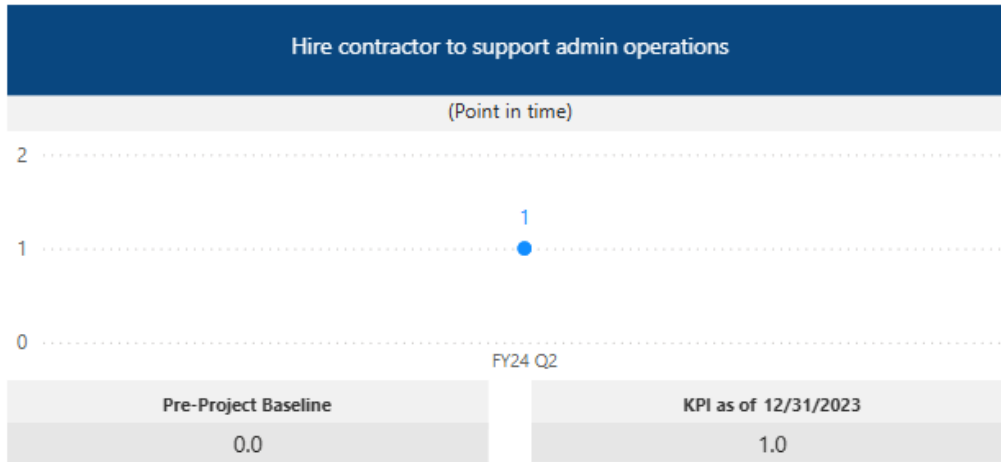 Hire contractor to support admin operations
(Point in time)
2
1
1
0
FY24 Q2
Pre-Project Baseline
KPI as of 12/31/2023
0.0
1.0